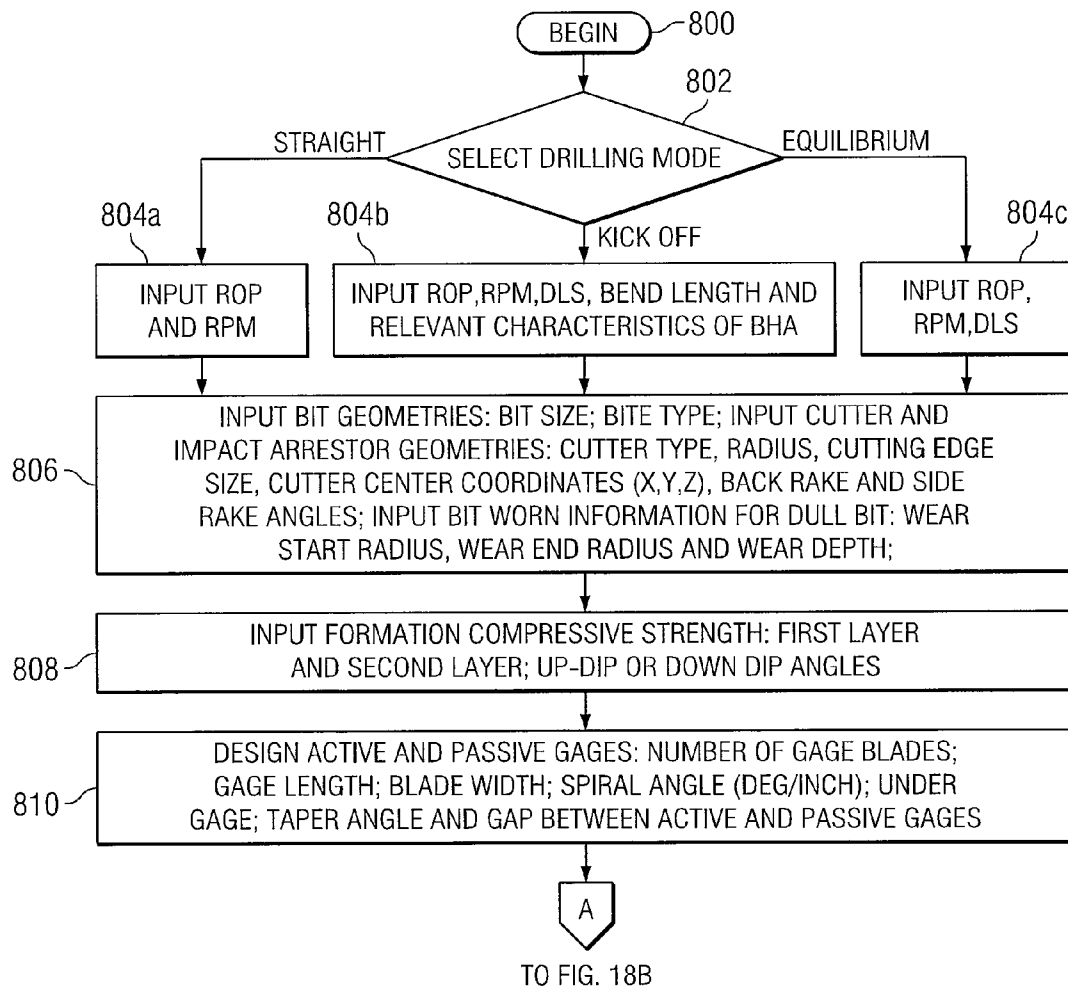 BEGIN
800
802
STRAIGHT
SELECT DRILLING MODE
EQUILIBRIUM
804a
804b
KICK OFF
804c
INPUT ROP
AND RPM
INPUT ROP,RPM,DLS, BEND LENGTH AND
RELEVANT CHARACTERISTICS OF BHA
INPUT ROP,
RPM,DLS
806
INPUT BIT GEOMETRIES: BIT SIZE; BITE TYPE; INPUT CUTTER AND
IMPACT ARRESTOR GEOMETRIES: CUTTER TYPE, RADIUS, CUTTING EDGE
SIZE, CUTTER CENTER COORDINATES (X,Y,Z), BACK RAKE AND SIDE
RAKE ANGLES; INPUT BIT WORN INFORMATION FOR DULL BIT: WEAR
START RADIUS, WEAR END RADIUS AND WEAR DEPTH;
808
INPUT FORMATION COMPRESSIVE STRENGTH: FIRST LAYER
AND SECOND LAYER; UP-DIP OR DOWN DIP ANGLES
810
DESIGN ACTIVE AND PASSIVE GAGES: NUMBER OF GAGE BLADES;
GAGE LENGTH; BLADE WIDTH; SPIRAL ANGLE (DEG/INCH); UNDER
GAGE; TAPER ANGLE AND GAP BETWEEN ACTIVE AND PASSIVE GAGES
A
TO FIG. 18B